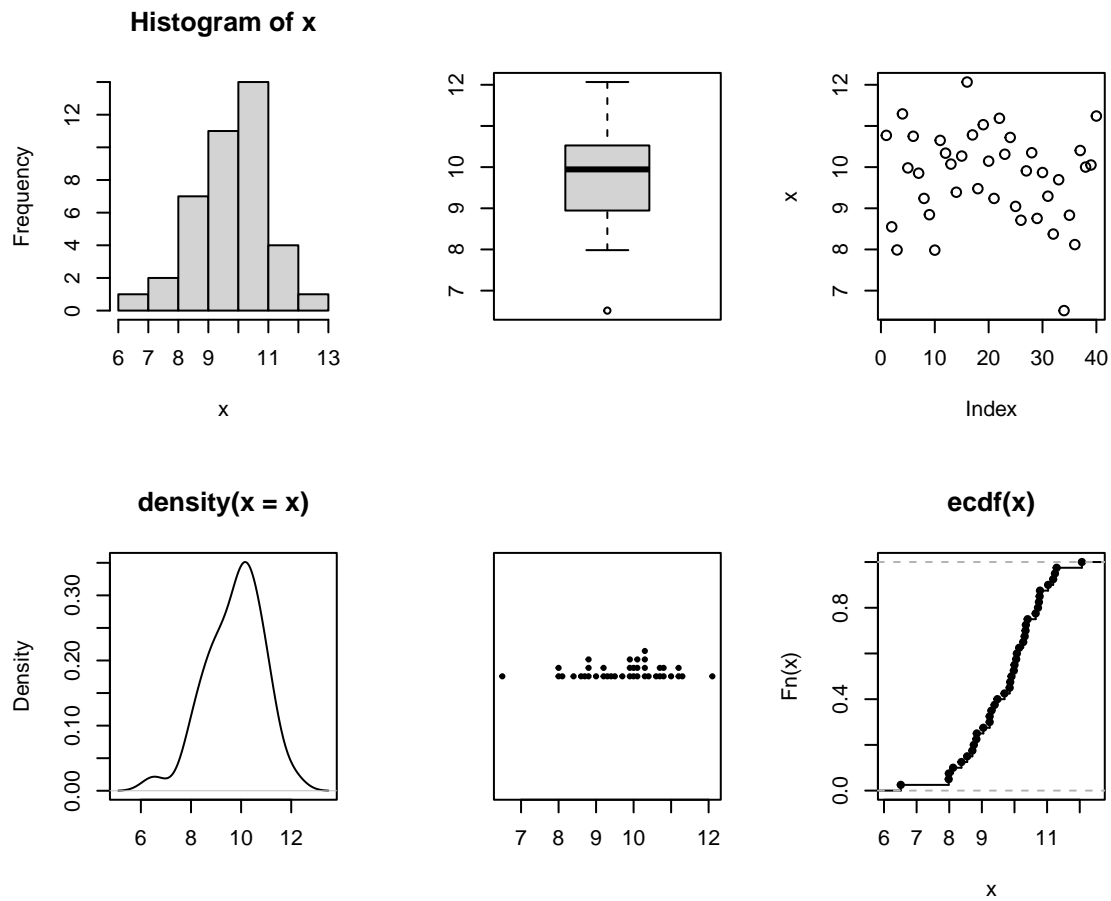 Histogram of x
Frequency
0 2 4 6 8 12
6 7 8 9 11 13
x
7 8 9 10 12
x
7 8 9 10 12
0 10 20 30 40
Index
density(x = x)
Density
0.00 0.10 0.20 0.30
6 8 10 12
7 8 9 10 12
ecdf(x)
Fn(x)
0.0 0.4 0.8
6 7 8 9 11
x